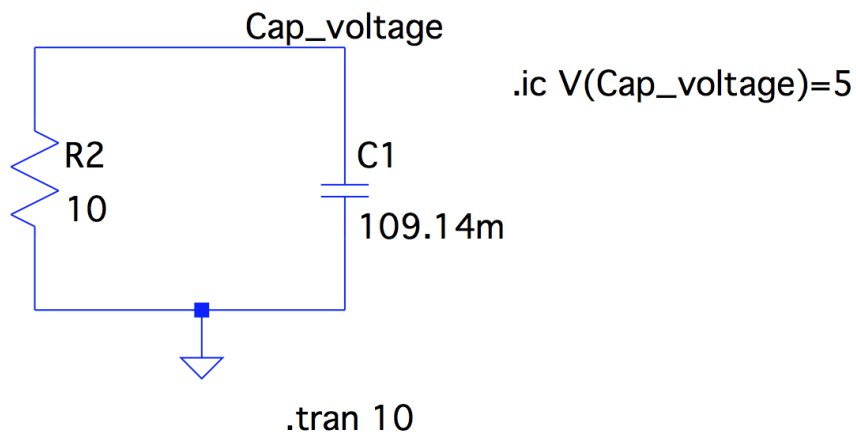 Cap_voltage
.ic V(Cap_voltage)=5
R2
10
C1
109.14m
.tran 10